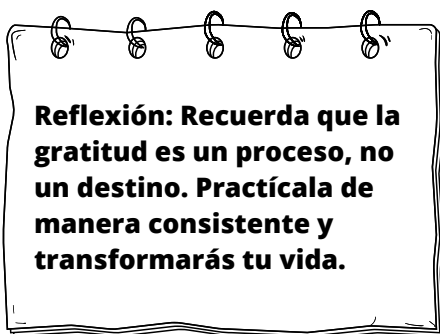 Reflexión: Recuerda que la
gratitud es un proceso, no
un destino. Practícala de
manera consistente y
transformarás tu vida.